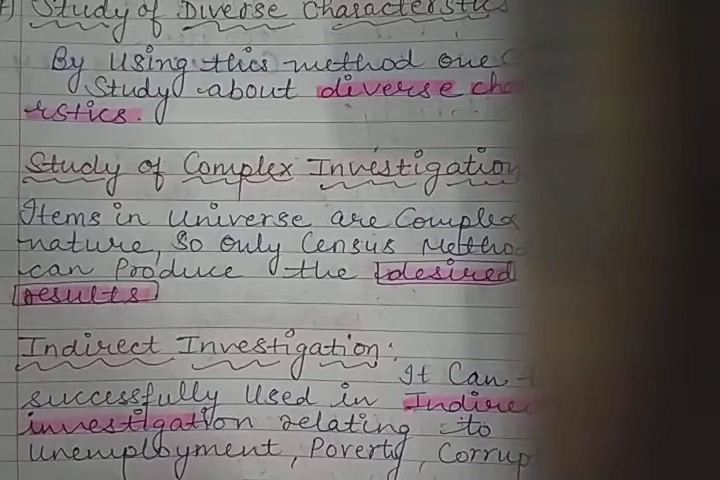 Study of Diverse Characterstics
By Using this method one
Study about diverse cha
rstics.
Study of Complex Investigation
Items in Universe are Complex
nature, So only Census Method
can Produce the desired
results
Indirect Investigation:
It Can
successfully Used in Indirec
investigation relating to
Unemployment, Poverty, Corrup